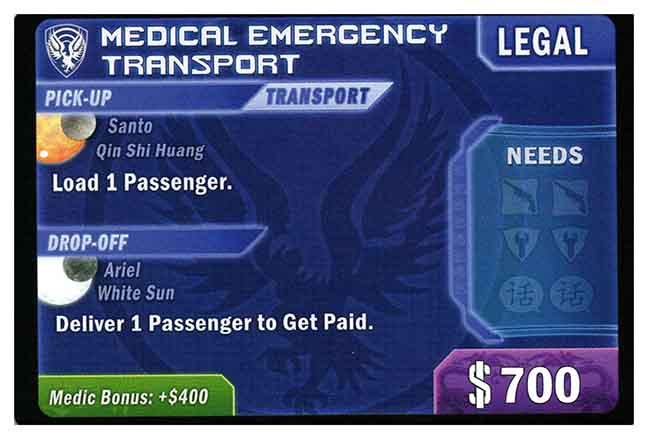 MEDICAL EMERGENCY
TRANSPORT
LEGAL
PICK-UP
TRANSPORT
Santo
Qin Shi Huang
Load 1 Passenger.
NEEDS
话 话
DROP-OFF
Ariel
White Sun
Deliver 1 Passenger to Get Paid.
Medic Bonus: +$400
$700